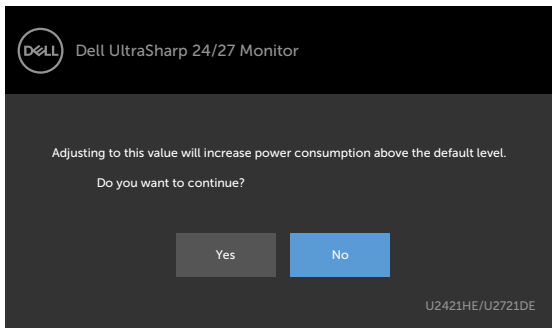 DELL
Dell UltraSharp 24/27 Monitor
Adjusting to this value will increase power consumption above the default level.
Do you want to continue?
Yes
No
U2421HE/U2721DE